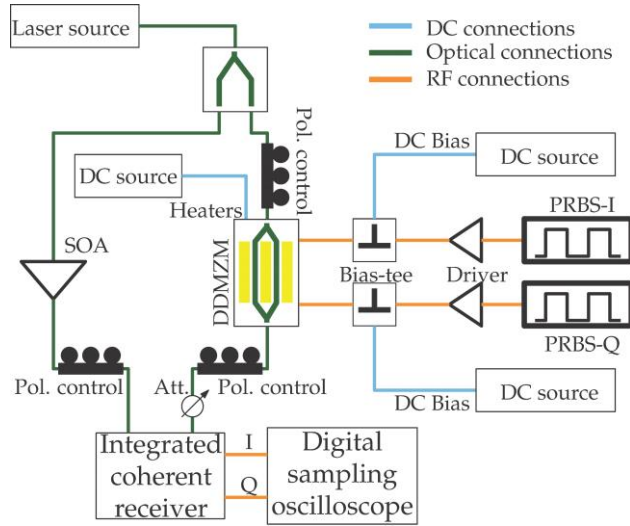 Laser source
DC connections
Optical connections
RF connections
Pol. control
DC Bias
DC source
DC source
Heaters
PRBS-I
SOA
DDMZM
Bias-tee
Driver
PRBS-Q
Pol. control
Att.
Pol. control
DC Bias
DC source
Integrated
coherent
receiver
I
Q
Digital
sampling
oscilloscope